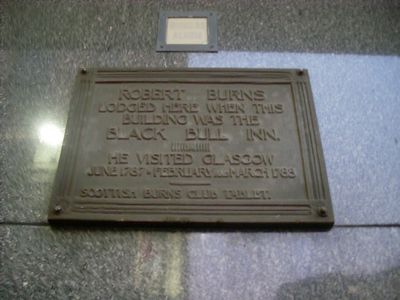 ROBERT BURNS
LODGED HERE WHEN THIS
BUILDING WAS THE
BLACK BULL INN.
HE VISITED GLASGOW
JUNE 1787 • FEBRUARY AND MARCH 1788
SCOTTISH BURNS CLUB TABLET.